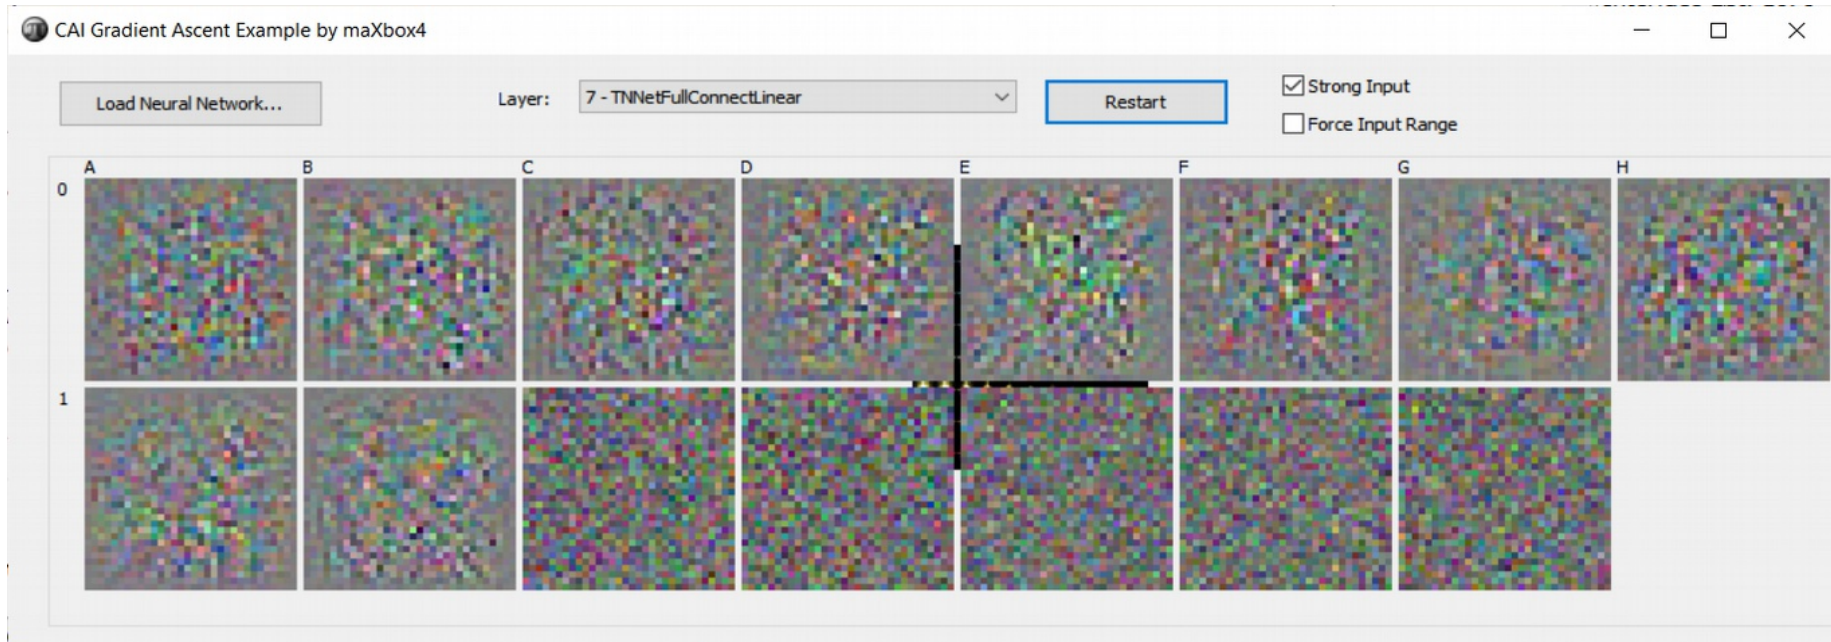 CAI Gradient Ascent Example by maXbox4
Load Neural Network...
Layer:
7 - TNNetFullConnectLinear
Restart
Strong Input
Force Input Range
A B C D E F G H
0
1